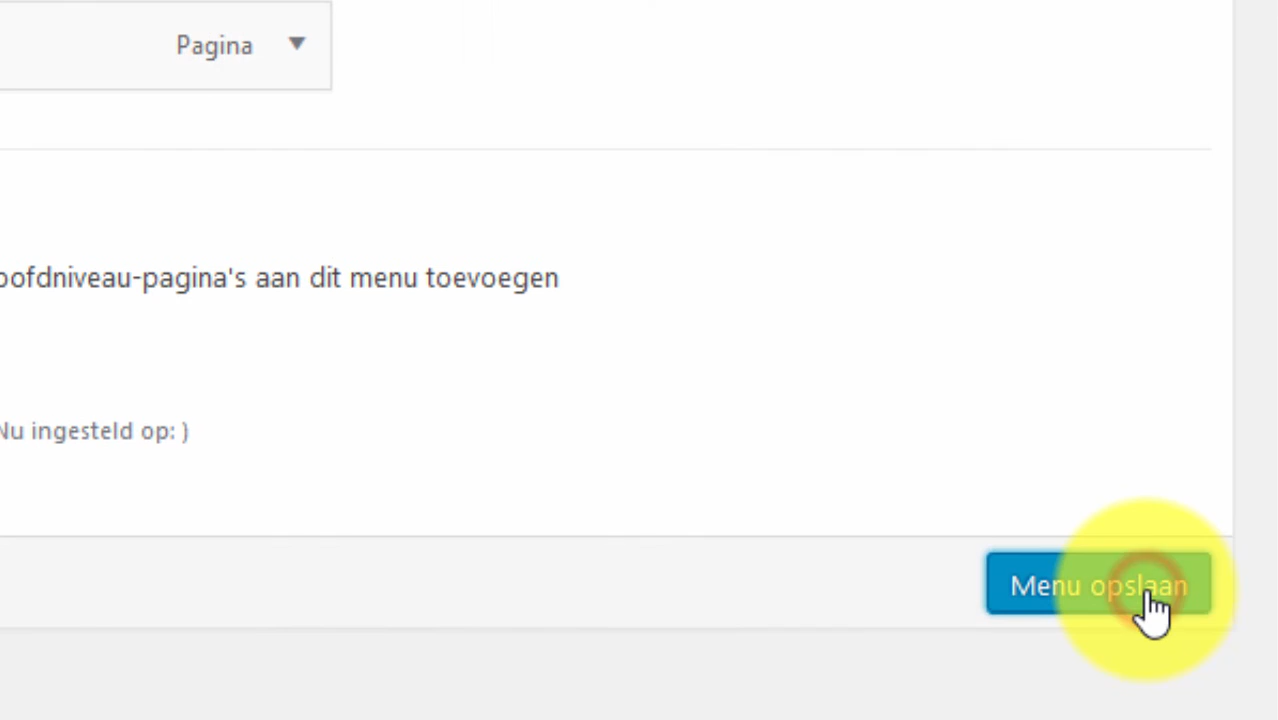 Pagina
oofdniveau-pagina's aan dit menu toevoegen
Nu ingesteld op: )
Menu opslaan